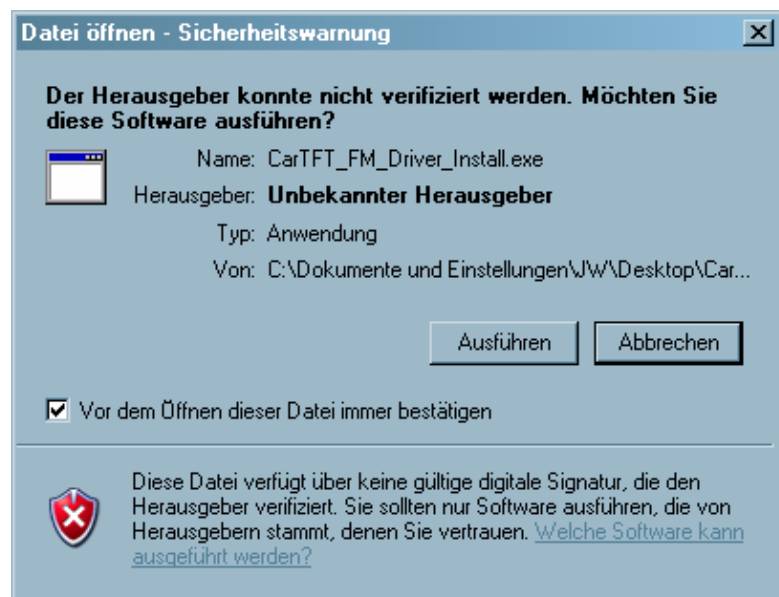 Datei öffnen - Sicherheitswarnung
Der Herausgeber konnte nicht verifiziert werden. Möchten Sie
diese Software ausführen?
Name: CarTFT_FM_Driver_Install.exe
Herausgeber: Unbekannter Herausgeber
Typ: Anwendung
Von: C:\Dokumente und Einstellungen\JW\Desktop\Car...
Ausführen Abbrechen
Vor dem Öffnen dieser Datei immer bestätigen
Diese Datei verfügt über keine gültige digitale Signatur, die den
Herausgeber verifiziert. Sie sollten nur Software ausführen, die von
Herausgebern stammt, denen Sie vertrauen. Welche Software kann
ausgeführt werden?